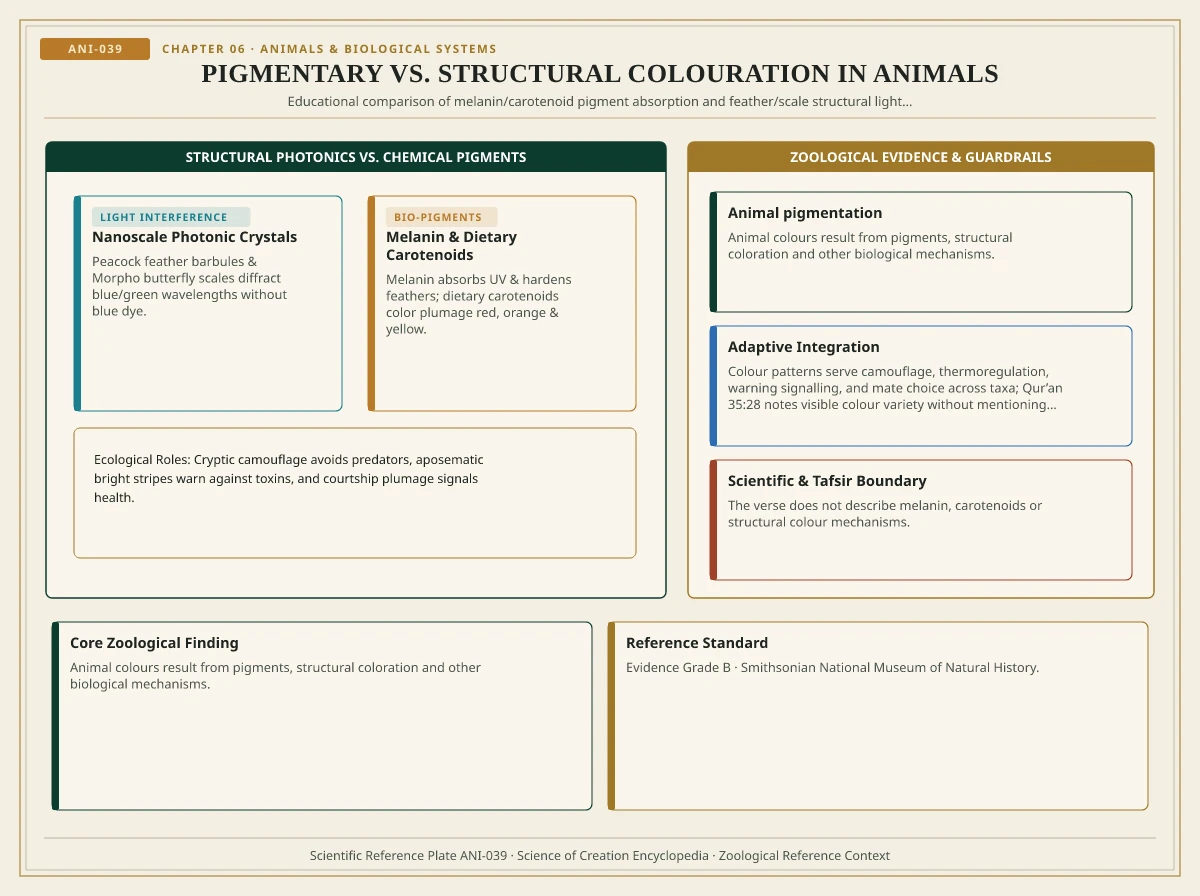 ANI-039
CHAPTER 06 · ANIMALS & BIOLOGICAL SYSTEMS
PIGMENTARY VS. STRUCTURAL COLOURATION IN ANIMALS
Educational comparison of melanin/carotenoid pigment absorption and feather/scale structural light…
STRUCTURAL PHOTONICS VS. CHEMICAL PIGMENTS
LIGHT INTERFERENCE
Nanoscale Photonic Crystals
Peacock feather barbules &
Morpho butterfly scales diffract
blue/green wavelengths without
blue dye.
BIO-PIGMENTS
Melanin & Dietary
Carotenoids
Melanin absorbs UV & hardens
feathers; dietary carotenoids
color plumage red, orange &
yellow.
Ecological Roles: Cryptic camouflage avoids predators, aposematic
bright stripes warn against toxins, and courtship plumage signals
health.
ZOOLOGICAL EVIDENCE & GUARDRAILS
Animal pigmentation
Animal colours result from pigments, structural
coloration and other biological mechanisms.
Adaptive Integration
Colour patterns serve camouflage, thermoregulation,
warning signalling, and mate choice across taxa; Qur’an
35:28 notes visible colour variety without mentioning…
Scientific & Tafsir Boundary
The verse does not describe melanin, carotenoids or
structural colour mechanisms.
Core Zoological Finding
Animal colours result from pigments, structural coloration and other
biological mechanisms.
Reference Standard
Evidence Grade B · Smithsonian National Museum of Natural History.
Scientific Reference Plate ANI-039 · Science of Creation Encyclopedia · Zoological Reference Context